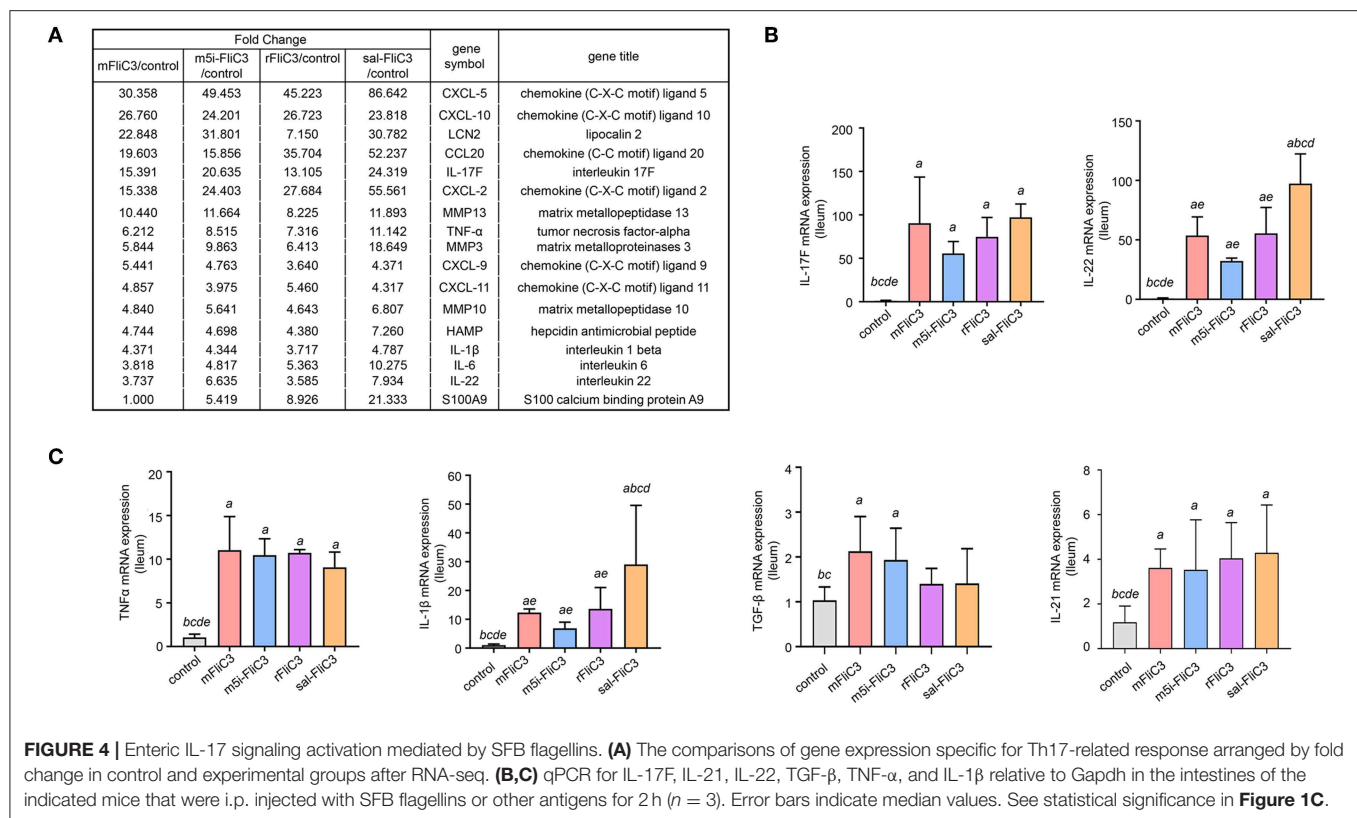 A
Fold Change
mFliC3/control m5i-FliC3 /control rFliC3/control sal-FliC3 /control gene symbol gene title
30.358 49.453 45.223 86.642 CXCL-5 chemokine (C-X-C motif) ligand 5
26.760 24.201 26.723 23.818 CXCL-10 chemokine (C-X-C motif) ligand 10
22.848 31.801 7.150 30.782 LCN2 lipocalin 2
19.603 15.856 35.704 52.237 CCL20 chemokine (C-C motif) ligand 20
15.391 20.635 13.105 24.319 IL-17F interleukin 17F
15.338 24.403 27.684 55.561 CXCL-2 chemokine (C-X-C motif) ligand 2
10.440 11.664 8.225 11.893 MMP13 matrix metallopeptidase 13
6.212 8.515 7.316 11.142 TNF-α tumor necrosis factor-alpha
5.844 9.863 6.413 18.649 MMP3 matrix metalloproteinases 3
5.441 4.763 3.640 4.371 CXCL-9 chemokine (C-X-C motif) ligand 9
4.857 3.975 5.460 4.317 CXCL-11 chemokine (C-X-C motif) ligand 11
4.840 5.641 4.643 6.807 MMP10 matrix metallopeptidase 10
4.744 4.698 4.380 7.260 HAMP hepcidin antimicrobial peptide
4.371 4.344 3.717 4.787 IL-1β interleukin 1 beta
3.818 4.817 5.363 10.275 IL-6 interleukin 6
3.737 6.635 3.585 7.934 IL-22 interleukin 22
1.000 5.419 8.926 21.333 S100A9 S100 calcium binding protein A9
B
IL-17F mRNA expression
(Ileum)
200
150
100
50
0
bcde a a a a
control mFliC3 m5i-FliC3 rFliC3 sal-FliC3
IL-22 mRNA expression
(Ileum)
150
100
50
0
bcde ae ae ae abcd
control mFliC3 m5i-FliC3 rFliC3 sal-FliC3
C
TNFα mRNA expression
(Ileum)
20
15
10
5
0
bcde a a a a
control mFliC3 m5i-FliC3 rFliC3 sal-FliC3
IL-1β mRNA expression
(Ileum)
60
50
40
30
20
10
0
bcde ae ae ae abcd
control mFliC3 m5i-FliC3 rFliC3 sal-FliC3
TGF-β mRNA expression
(Ileum)
4
3
2
1
0
bc a a
control mFliC3 m5i-FliC3 rFliC3 sal-FliC3
IL-21 mRNA expression
(Ileum)
8
6
4
2
0
bcde a a a a
control mFliC3 m5i-FliC3 rFliC3 sal-FliC3
FIGURE 4 | Enteric IL-17 signaling activation mediated by SFB flagellins. (A) The comparisons of gene expression specific for Th17-related response arranged by fold
change in control and experimental groups after RNA-seq. (B,C) qPCR for IL-17F, IL-21, IL-22, TGF-β, TNF-α, and IL-1β relative to Gapdh in the intestines of the
indicated mice that were i.p. injected with SFB flagellins or other antigens for 2 h (n = 3). Error bars indicate median values. See statistical significance in Figure 1C.